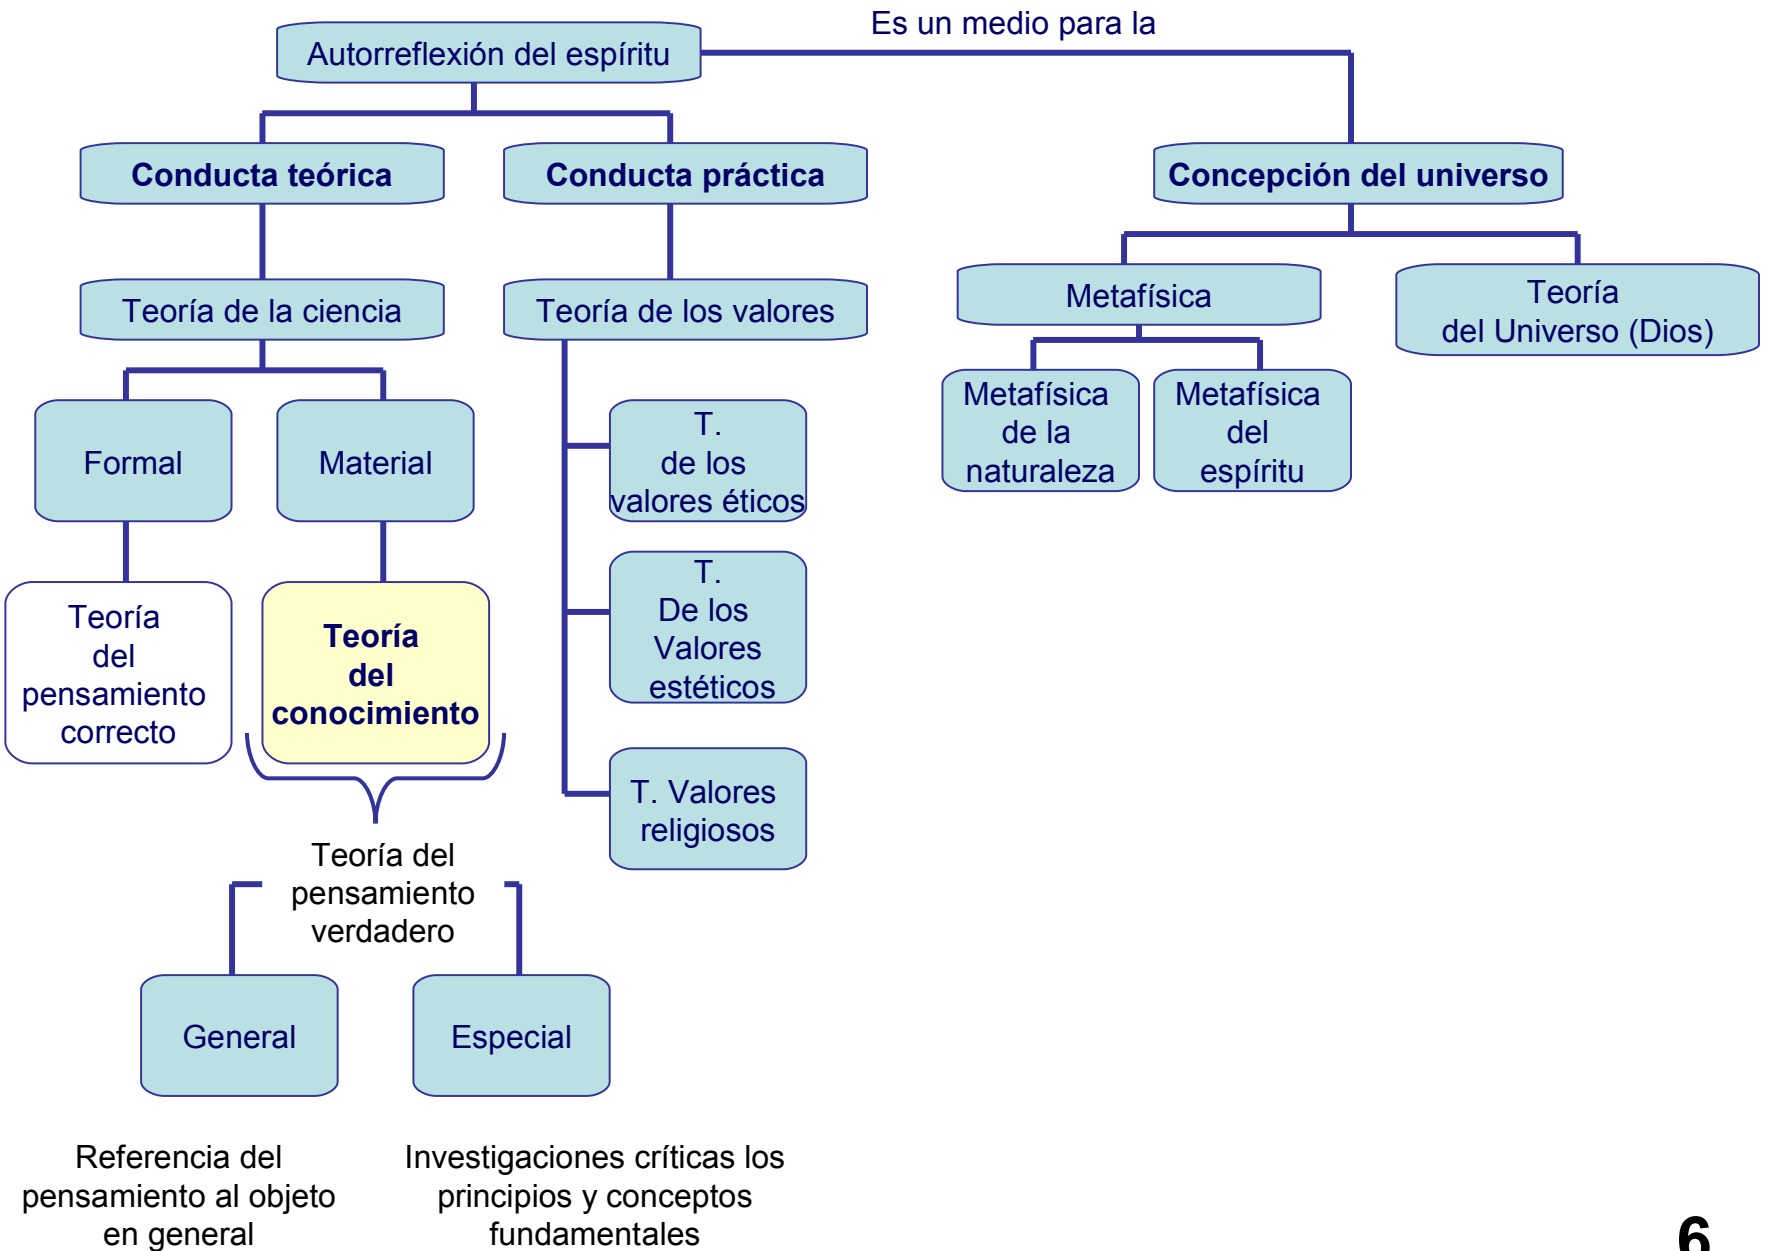 Es un medio para la
Autorreflexión del espíritu
Conducta teórica
Conducta práctica
Concepción del universo
Teoría de la ciencia
Teoría de los valores
Metafísica
Teoría
del Universo (Dios)
Metafísica
de la
naturaleza
Metafísica
del
espíritu
Formal
Material
T.
de los
valores éticos
Teoría
del
pensamiento
correcto
Teoría
del
conocimiento
T.
De los
Valores
estéticos
T. Valores
religiosos
Teoría del
pensamiento
verdadero
General
Especial
Referencia del
pensamiento al objeto
en general
Investigaciones críticas los
principios y conceptos
fundamentales
6